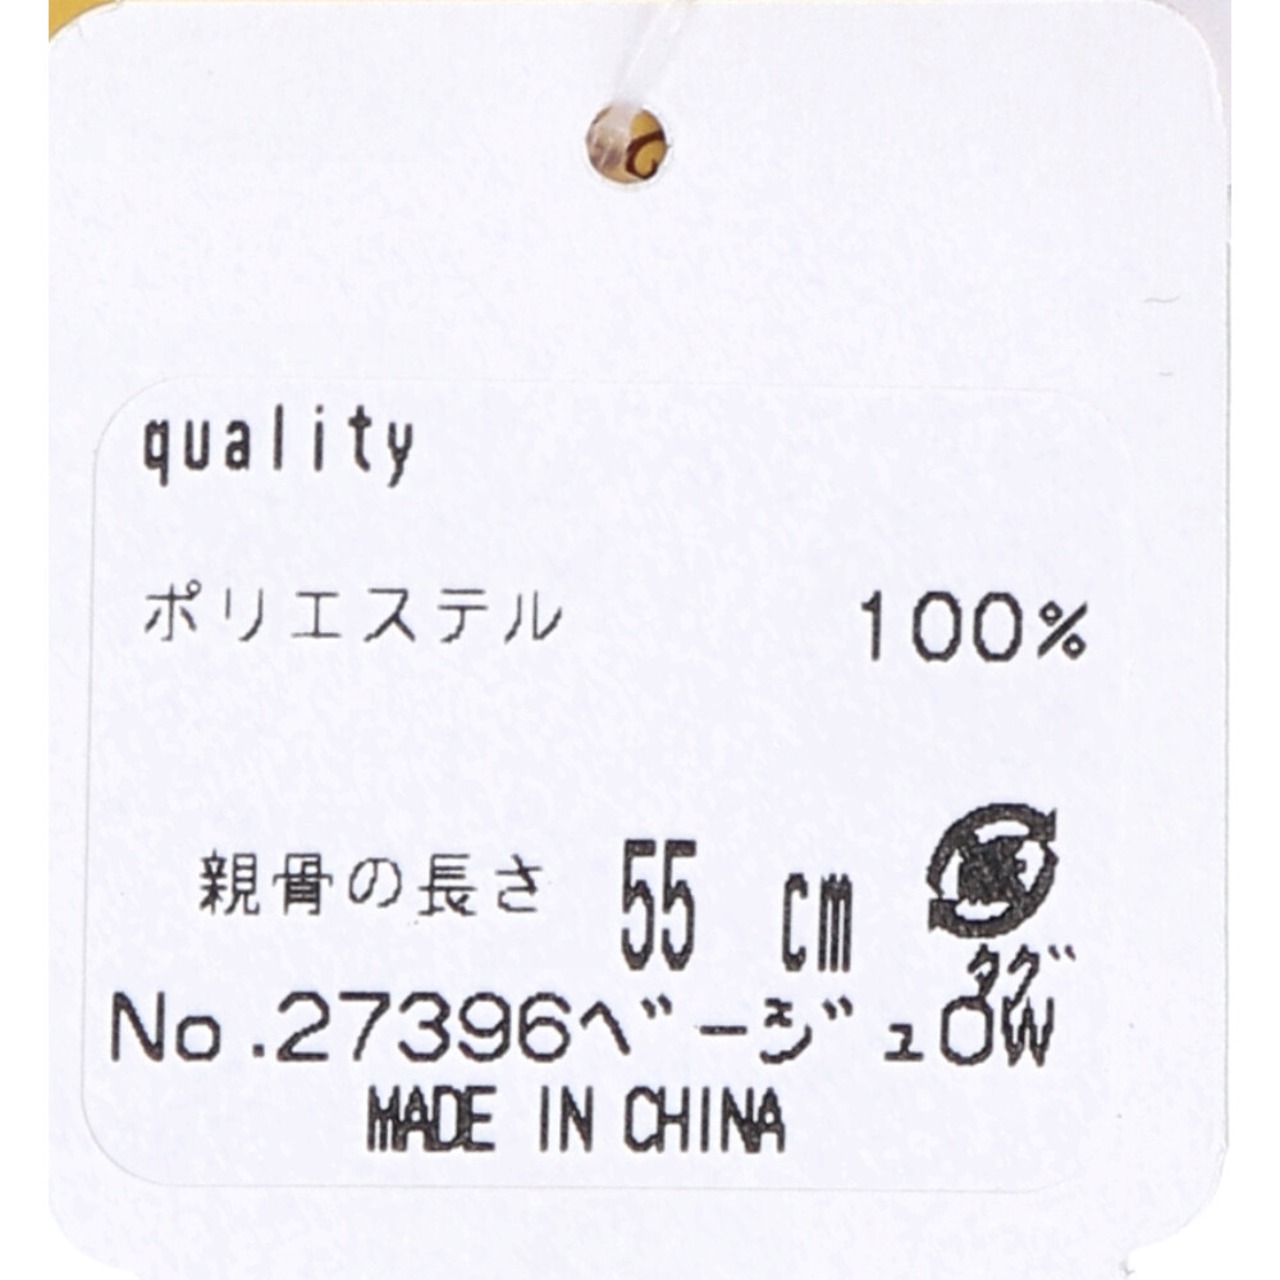 quality
ポリエステル 100%
親骨の長さ 55 cm
タグ
No.27396ベージュOW
MADE IN CHINA